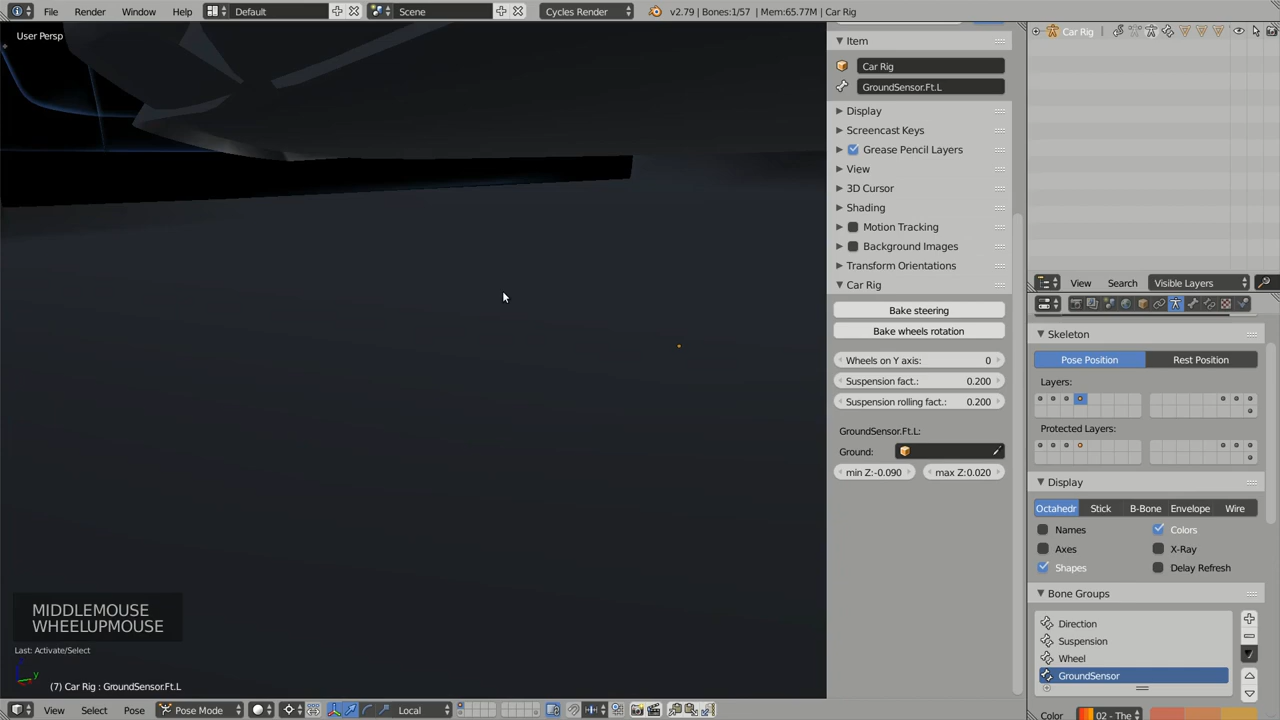 File Render Window Help Default Scene Cycles Render v2.79 | Bones:1/57 | Mem:65.77M | Car Rig
User Persp
Item
Car Rig
GroundSensor.Ft.L
Display
Screencast Keys
Grease Pencil Layers
View
3D Cursor
Shading
Motion Tracking
Background Images
Transform Orientations
Car Rig
Bake steering
Bake wheels rotation
Wheels on Y axis: 0
Suspension fact.: 0.200
Suspension rolling fact.: 0.200
GroundSensor.Ft.L:
Ground:
min Z:-0.090 max Z:0.020
Car Rig
View Search Visible Layers
Skeleton
Pose Position Rest Position
Layers:
Protected Layers:
Display
Octahedr Stick B-Bone Envelope Wire
Names Colors
Axes X-Ray
Shapes Delay Refresh
Bone Groups
Direction
Suspension
Wheel
GroundSensor
Color 02 - The
MIDDLEMOUSE
WHEELUPMOUSE
Last: Activate/Select
y
(7) Car Rig : GroundSensor.Ft.L
View Select Pose Pose Mode Local